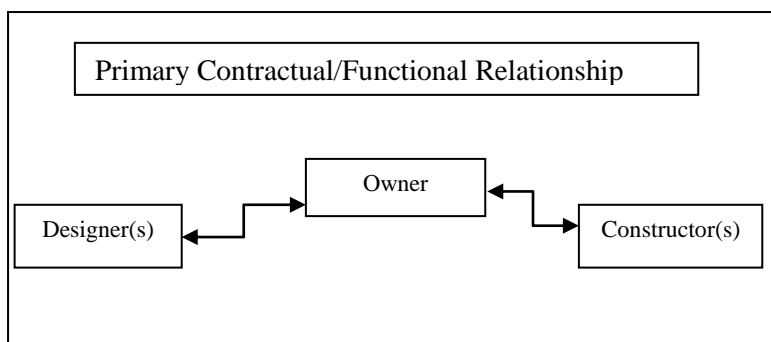 Primary Contractual/Functional Relationship
Owner
Designer(s)
Constructor(s)